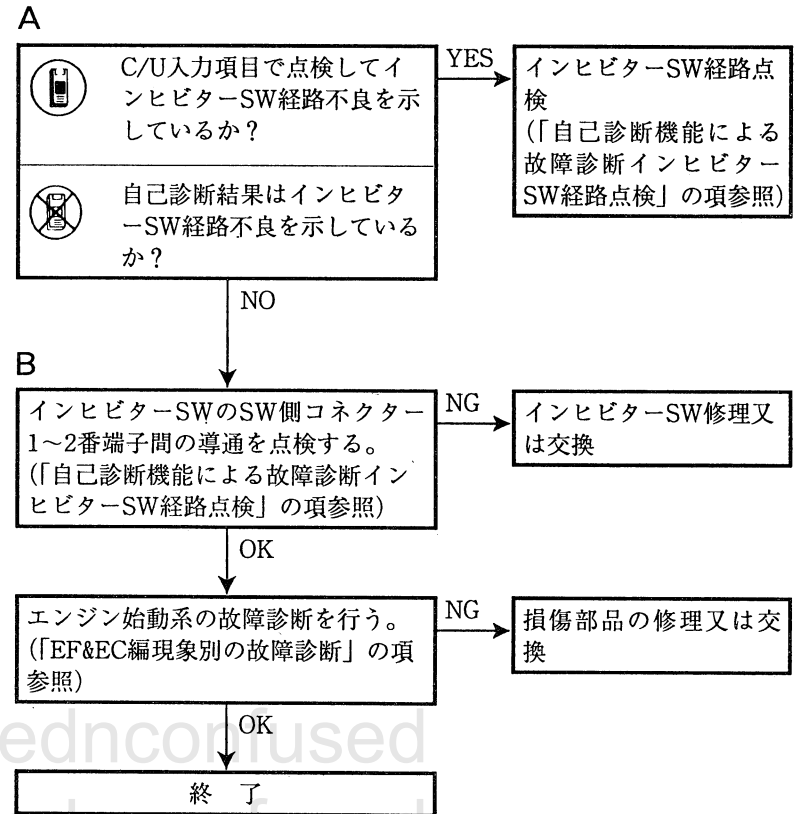 A
C/U入力項目で点検してイ
ンヒビターSW経路不良を示
しているか?
自己診断結果はインヒビタ
ーSW経路不良を示している
か?
YES
インヒビターSW経路点
検
(「自己診断機能による
故障診断インヒビター
SW経路点検」の項参照)
NO
B
インヒビターSWのSW側コネクター
1~2番端子間の導通を点検する。
(「自己診断機能による故障診断イン
ヒビターSW経路点検」の項参照)
NG
インヒビターSW修理又
は交換
OK
エンジン始動系の故障診断を行う。
(「EF&EC編現象別の故障診断」の項
参照)
NG
損傷部品の修理又は交
換
OK
終 了
ednconfused